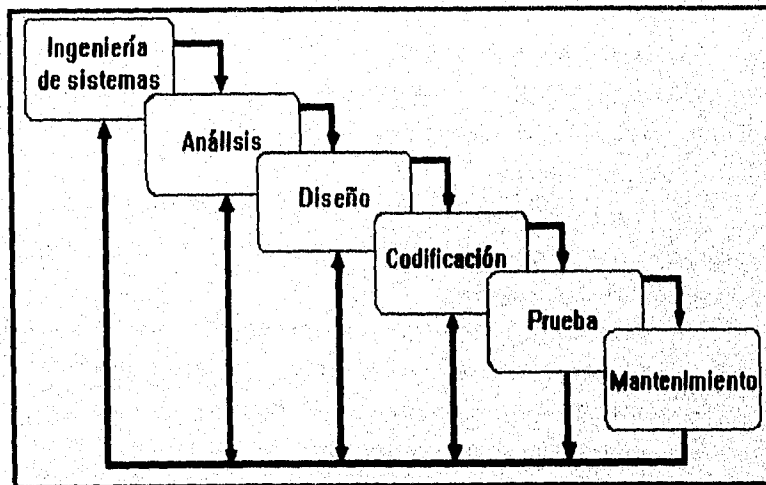 Ingeniería
de sistemas
Análisis
Diseño
Codificación
Prueba
Mantenimiento